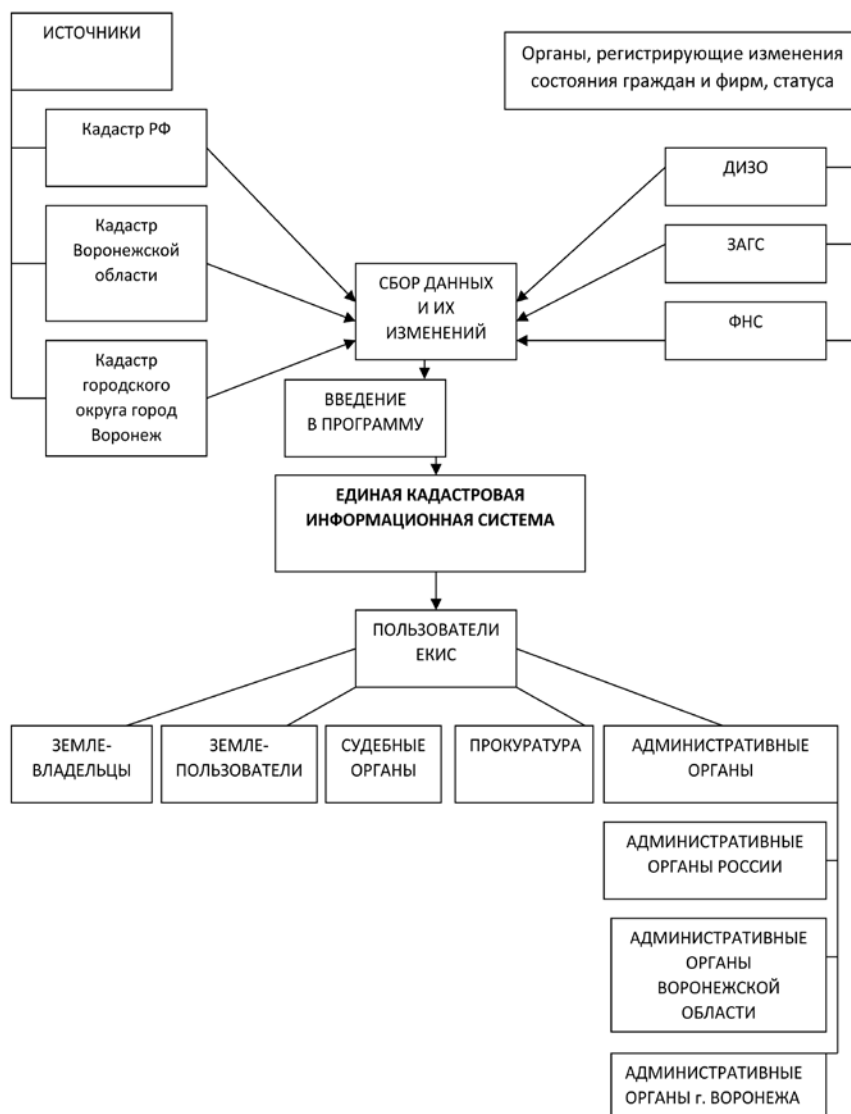 ИСТОЧНИКИ
Органы, регистрирующие изменения
состояния граждан и фирм, статуса
Кадастр РФ
Кадастр
Воронежской
области
Кадастр
городского
округа город
Воронеж
ДИЗО
ЗАГС
ФНС
СБОР ДАННЫХ
И ИХ
ИЗМЕНЕНИЙ
ВВЕДЕНИЕ
В ПРОГРАММУ
ЕДИНАЯ КАДАСТРОВАЯ
ИНФОРМАЦИОННАЯ СИСТЕМА
ПОЛЬЗОВАТЕЛИ
ЕКИС
ЗЕМЛЕ-
ВЛАДЕЛЬЦЫ
ЗЕМЛЕ-
ПОЛЬЗОВАТЕЛИ
СУДЕБНЫЕ
ОРГАНЫ
ПРОКУРАТУРА
АДМИНИСТРАТИВНЫЕ
ОРГАНЫ
АДМИНИСТРАТИВНЫЕ
ОРГАНЫ РОССИИ
АДМИНИСТРАТИВНЫЕ
ОРГАНЫ
ВОРОНЕЖСКОЙ
ОБЛАСТИ
АДМИНИСТРАТИВНЫЕ
ОРГАНЫ г. ВОРОНЕЖА